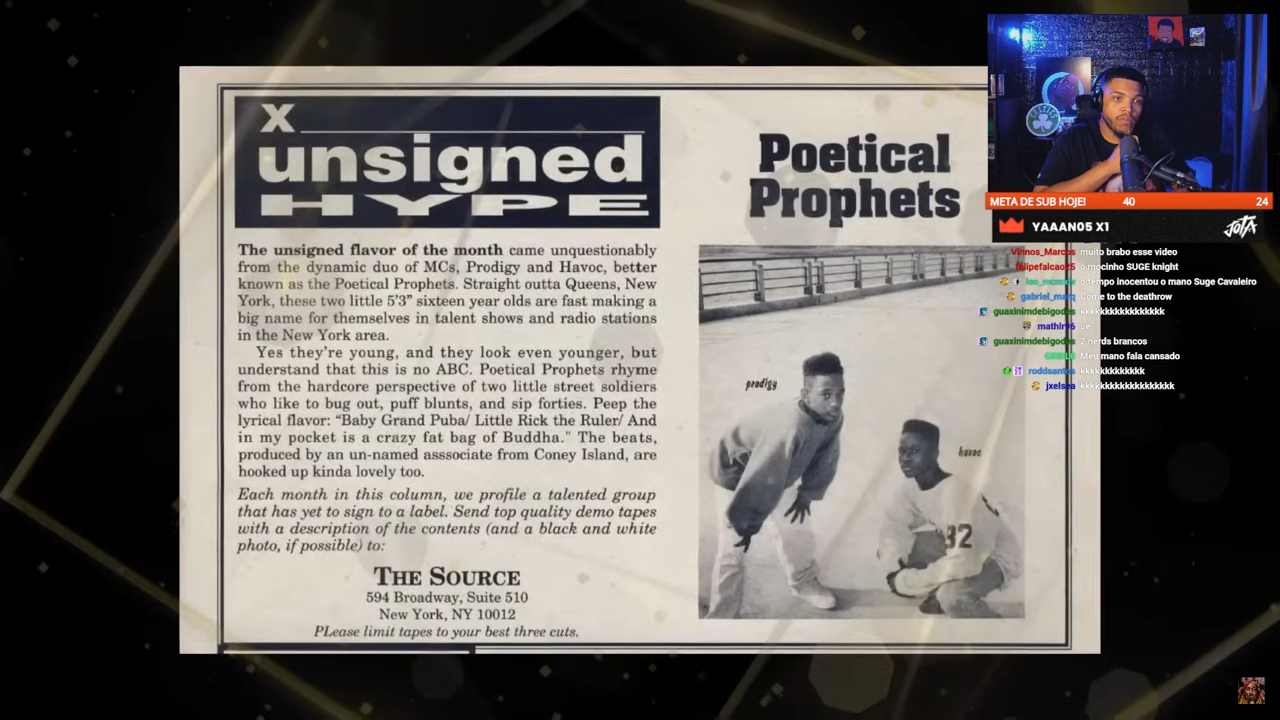 x
unsigned
HYPE
The unsigned flavor of the month came unquestionably
from the dynamic duo of MCs, Prodigy and Havoc, better
known as the Poetical Prophets. Straight outta Queens, New
York, these two little 5'3" sixteen year olds are fast making a
big name for themselves in talent shows and radio stations
in the New York area.
Yes they're young, and they look even younger, but
understand that this is no ABC. Poetical Prophets rhyme
from the hardcore perspective of two little street soldiers
who like to bug out, puff blunts, and sip forties. Peep the
lyrical flavor: "Baby Grand Puba/ Little Rick the Ruler/ And
in my pocket is a crazy fat bag of Buddha." The beats,
produced by an un-named asssociate from Coney Island, are
hooked up kinda lovely too.
Each month in this column, we profile a talented group
that has yet to sign to a label. Send top quality demo tapes
with a description of the contents (and a black and white
photo, if possible) to:
THE SOURCE
594 Broadway, Suite 510
New York, NY 10012
PLease limit tapes to your best three cuts.
Poetical
Prophets
prodigy
havoc
32
CELTICS
META DE SUB HOJE! 40 24
YAAAN05 X1 JOTA
Vinnos_Marcos muito brabo esse video
o mocinho SUGE knight
o tempo inocentou o mano Suge Cavaleiro
gabriel_marq Come to the deathrow
guaxinimdebigodes kkkkkkkkkkkkkkkkk
mathlr96 ue
guaxinimdebigodes 2 nerds brancos
Meu mano fala cansado
roddsantos kkkkkkkkkkkkk
jxelsea kkkkkkkkkkkkkkkkkkk